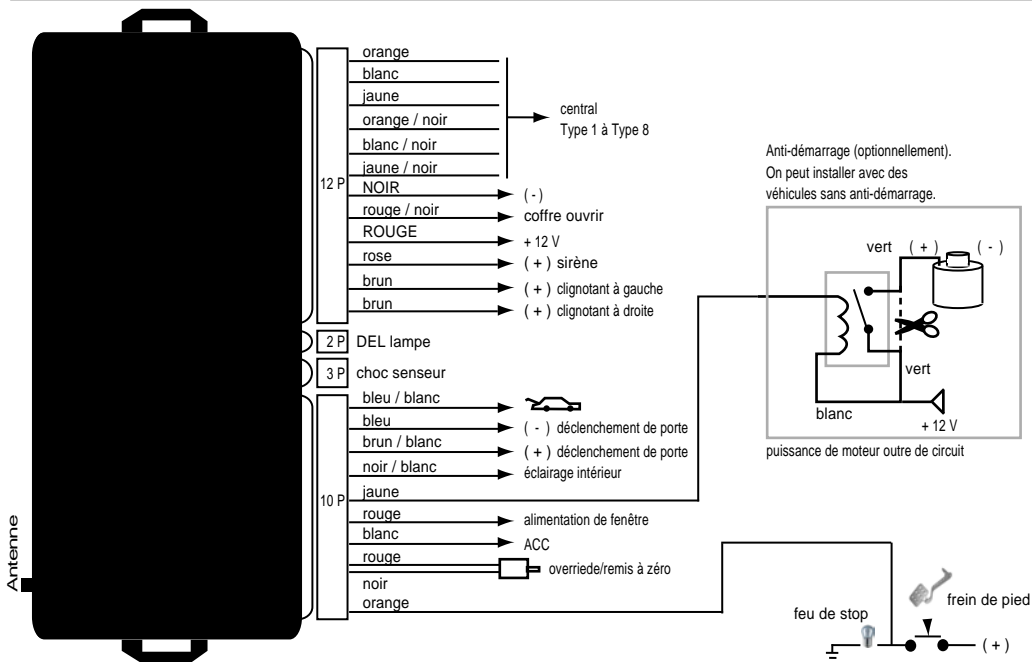 orange
blanc
jaune
orange / noir
blanc / noir
jaune / noir
central
Type 1 à Type 8
12 P
NOIR
( - )
rouge / noir
coffre ouvrir
ROUGE
+ 12 V
rose
( + ) sirène
brun
( + ) clignotant à gauche
brun
( + ) clignotant à droite
2 P
DEL lampe
3 P
choc senseur
10 P
bleu / blanc
bleu
( - ) déclenchement de porte
brun / blanc
( + ) déclenchement de porte
noir / blanc
éclairage intérieur
jaune
rouge
alimentation de fenêtre
blanc
ACC
rouge
overriede/remis à zéro
noir
orange
Antenne
Anti-démarrage (optionnellement).
On peut installer avec des
véhicules sans anti-démarrage.
vert ( + ) ( - )
vert
blanc
+ 12 V
puissance de moteur outre de circuit
frein de pied
feu de stop
( + )